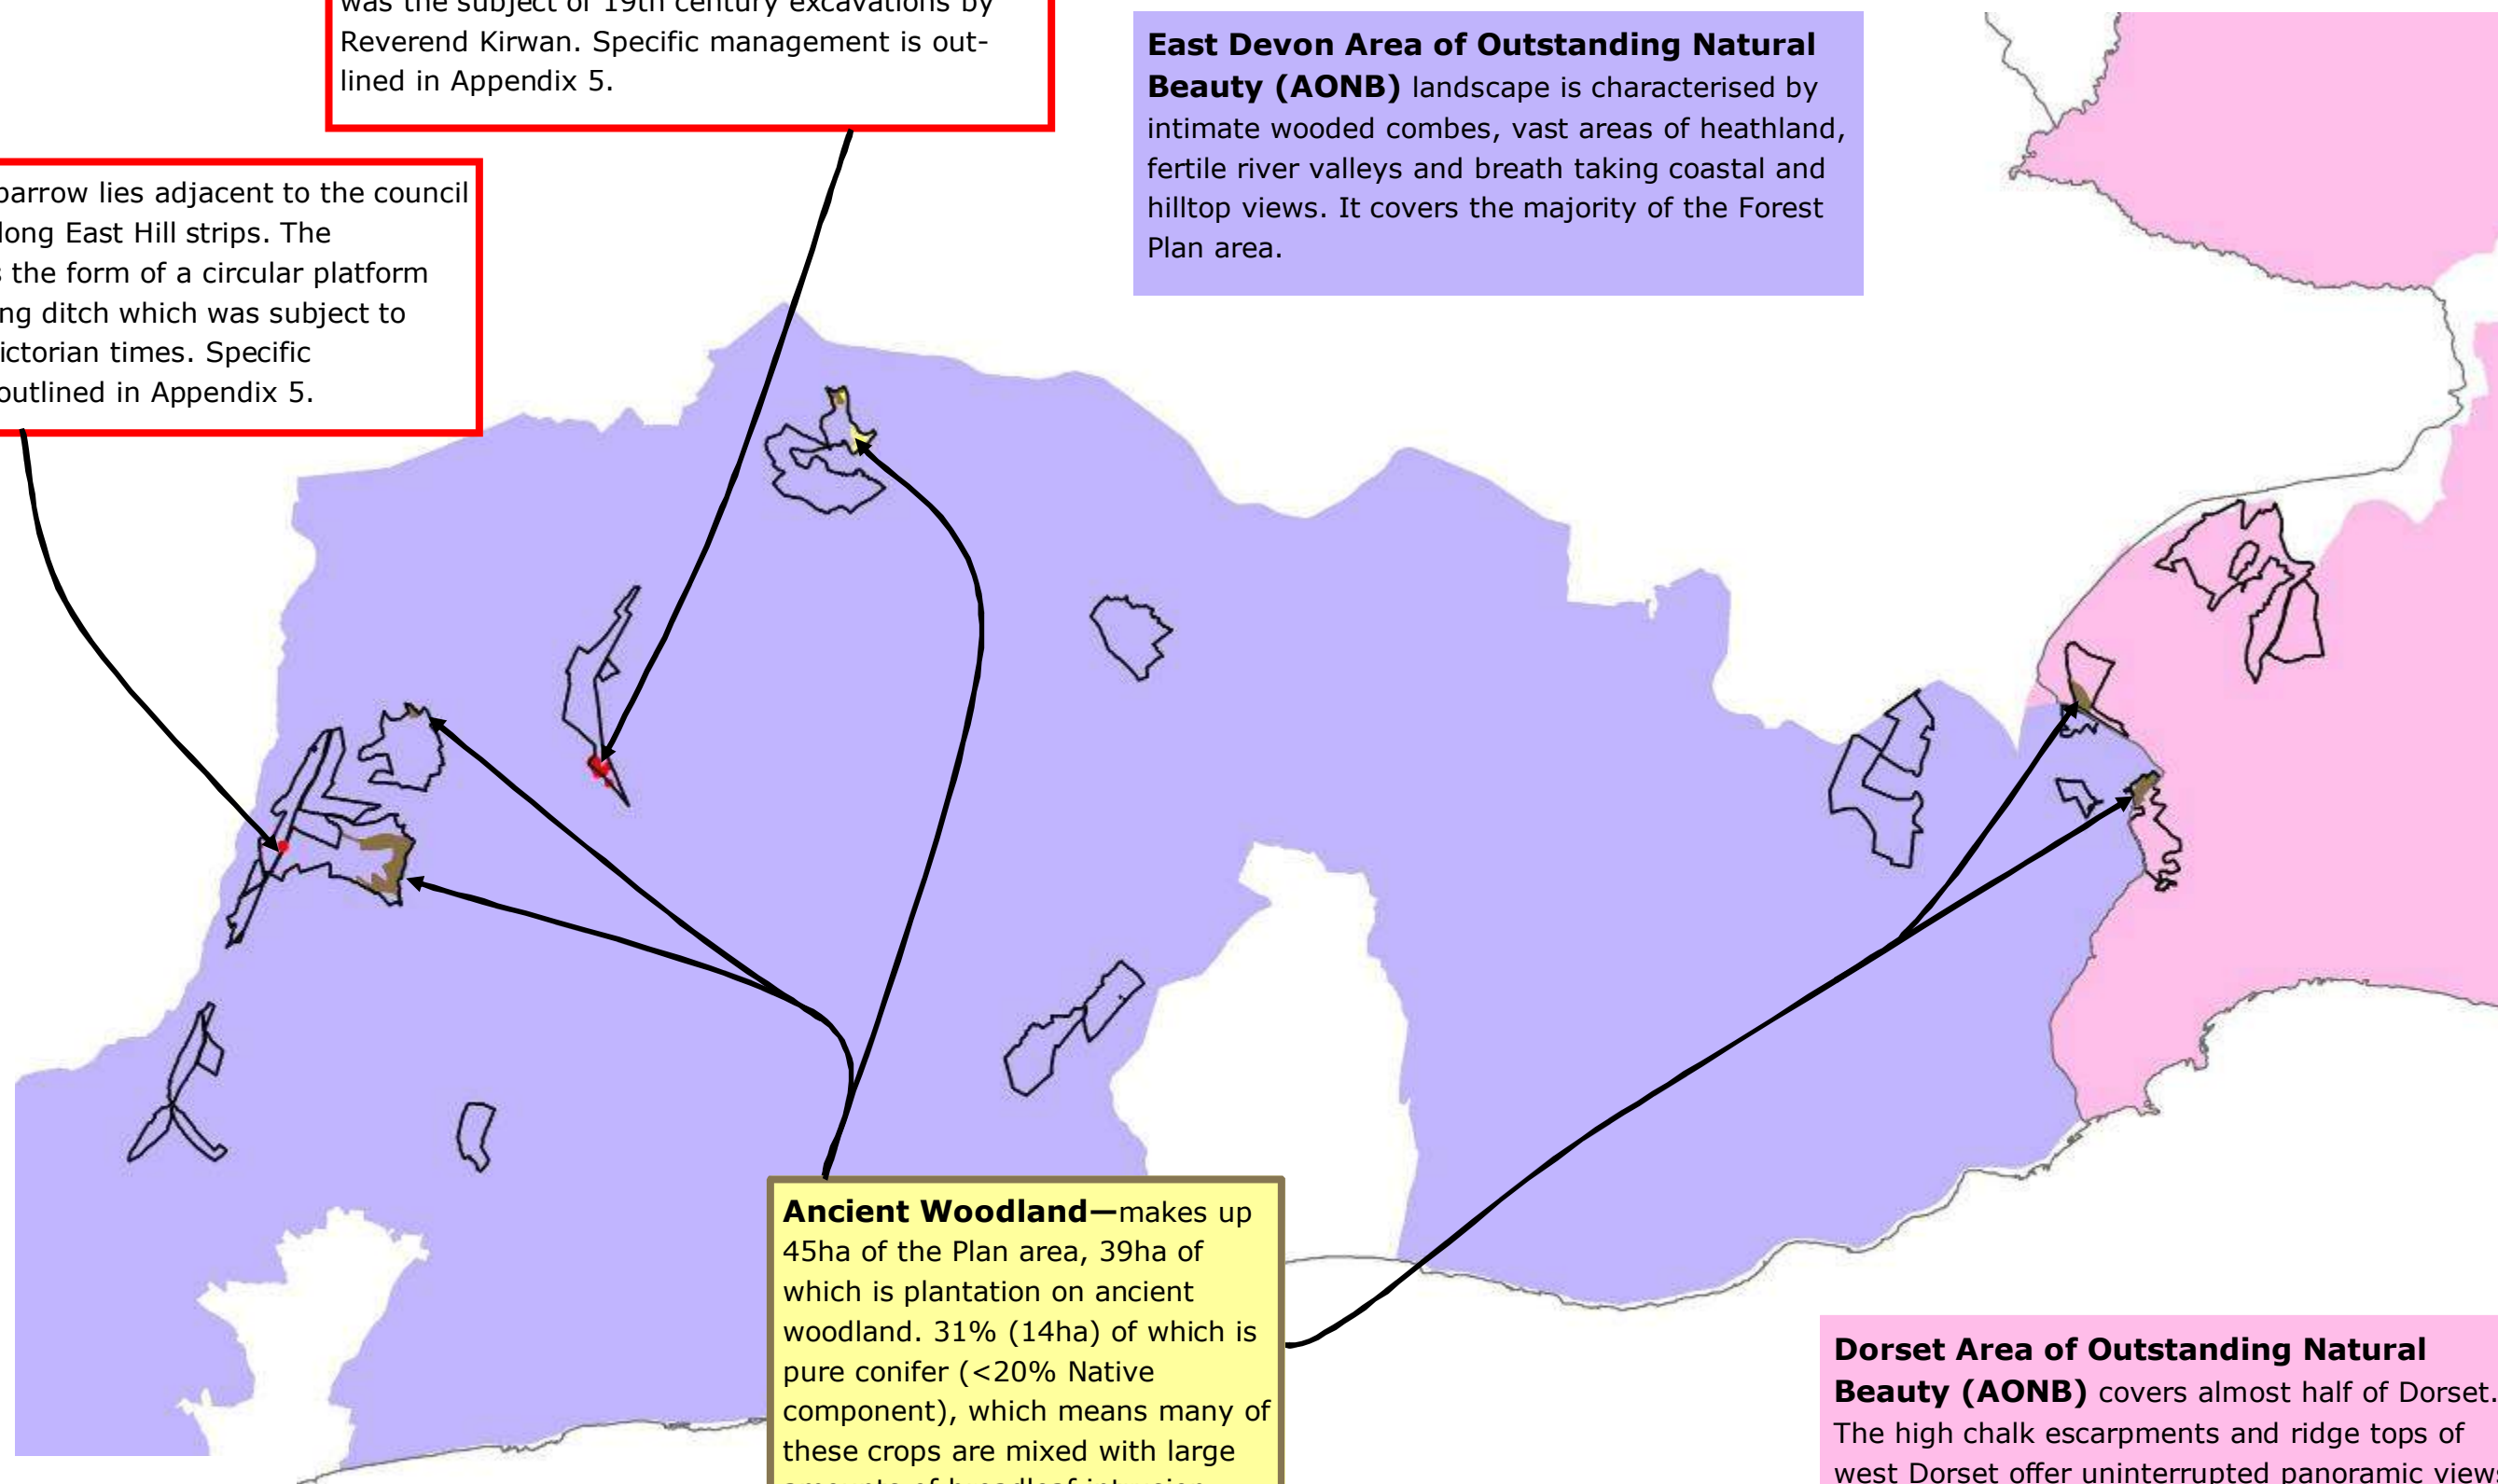 was the subject of 19th century excavations by
Reverend Kirwan. Specific management is out-
lined in Appendix 5.
East Devon Area of Outstanding Natural
Beauty (AONB) landscape is characterised by
intimate wooded combes, vast areas of heathland,
fertile river valleys and breath taking coastal and
hilltop views. It covers the majority of the Forest
Plan area.
barrow lies adjacent to the council
long East Hill strips. The
s the form of a circular platform
ng ditch which was subject to
ictorian times. Specific
outlined in Appendix 5.
Ancient Woodland—makes up
45ha of the Plan area, 39ha of
which is plantation on ancient
woodland. 31% (14ha) of which is
pure conifer (<20% Native
component), which means many of
these crops are mixed with large
amounts of broadleaf intrusion
Dorset Area of Outstanding Natural
Beauty (AONB) covers almost half of Dorset.
The high chalk escarpments and ridge tops of
west Dorset offer uninterrupted panoramic views